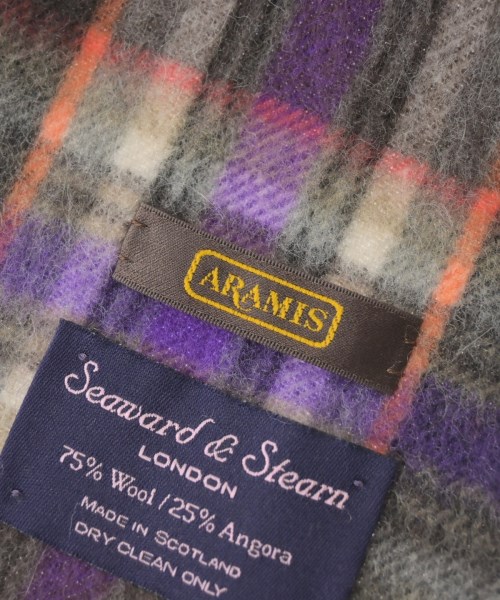 ARAMIS
Seaward & Stearn
LONDON
75% Wool / 25% Angora
MADE IN SCOTLAND
DRY CLEAN ONLY